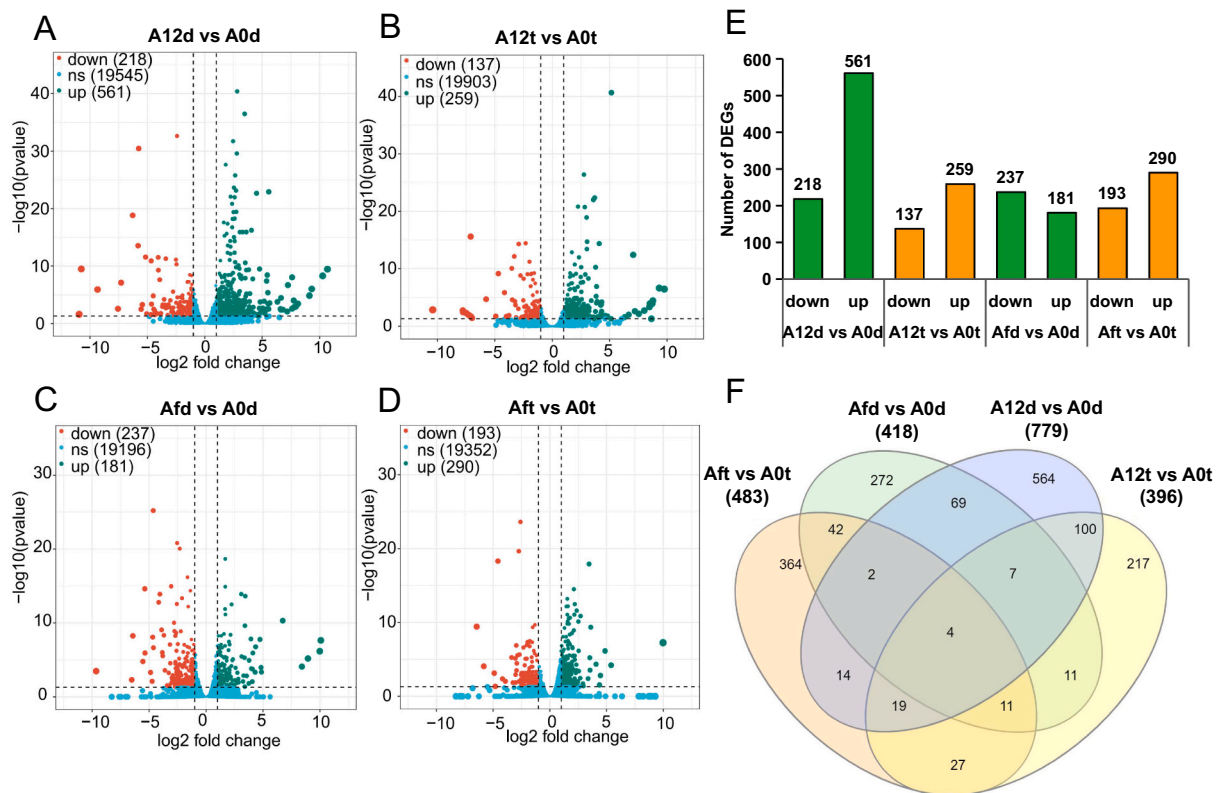 A
A12d vs A0d
down (218)
ns (19545)
up (561)
40
30
20
10
0
−log10(pvalue)
−10
−5
0
5
10
log2 fold change
B
A12t vs A0t
down (137)
ns (19903)
up (259)
40
30
20
10
0
−log10(pvalue)
−10
−5
0
5
10
log2 fold change
C
Afd vs A0d
down (237)
ns (19196)
up (181)
30
20
10
0
−log10(pvalue)
−10
−5
0
5
10
log2 fold change
D
Aft vs A0t
down (193)
ns (19352)
up (290)
30
20
10
0
−log10(pvalue)
−10
−5
0
5
10
log2 fold change
E
Number of DEGs
600
500
400
300
200
100
0
218
561
137
259
237
181
193
290
down up down up down up down up
A12d vs A0d A12t vs A0t Afd vs A0d Aft vs A0t
F
Aft vs A0t
(483)
Afd vs A0d
(418)
A12d vs A0d
(779)
A12t vs A0t
(396)
272
69
564
42
100
364
2
7
217
4
14
11
19
11
27